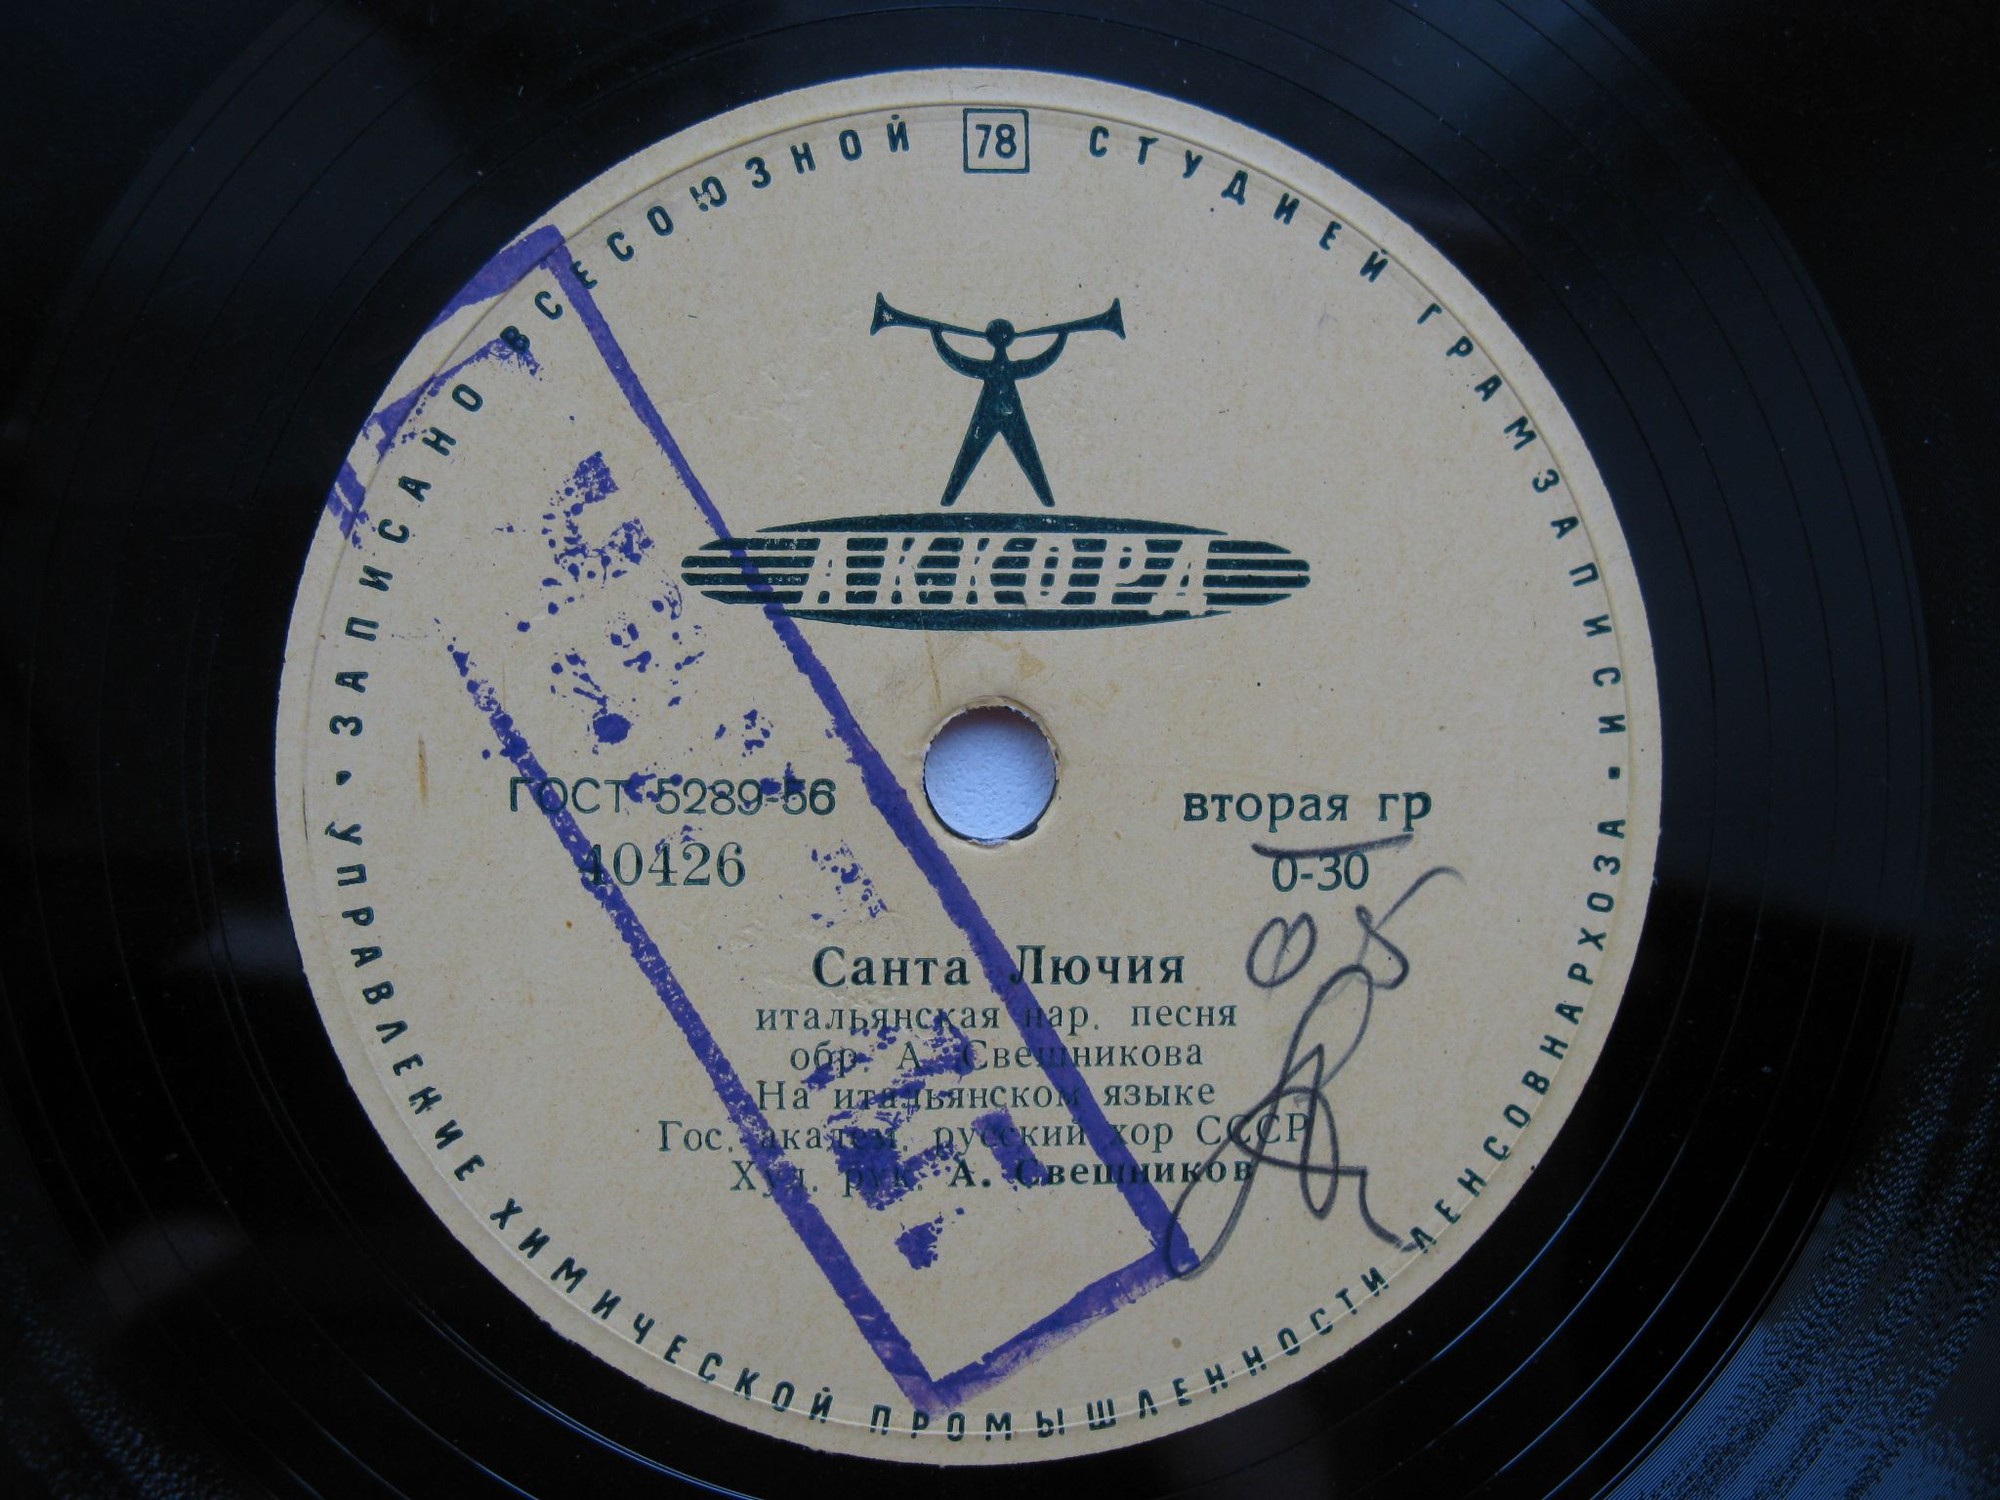 ЗАПИСАНО ВСЕСОЮЗНОЙ 78 СТУДИЕЙ ГРАМЗАПИСИ
АККОРД
ГОСТ 5289-56
40426
вторая гр
0-30
Санта Лючия
итальянская нар. песня
обр. А. Свешникова
На итальянском языке
Гос. академ. русский хор СССР
Худ. рук. А. Свешников
УПРАВЛЕНИЕ ХИМИЧЕСКОЙ ПРОМЫШЛЕННОСТИ ЛЕНСОВНАРХОЗА